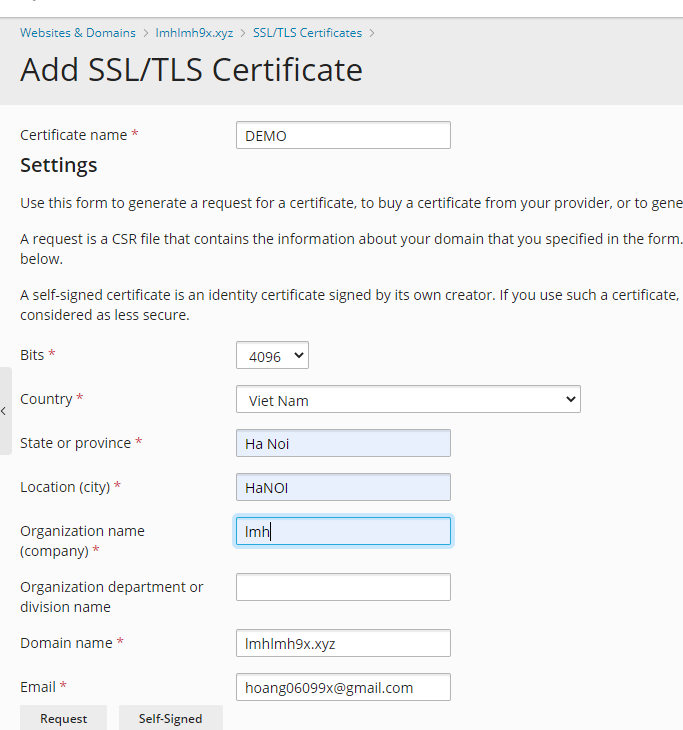 Websites & Domains > lmhlmh9x.xyz > SSL/TLS Certificates >
Add SSL/TLS Certificate
Certificate name * DEMO
Settings
Use this form to generate a request for a certificate, to buy a certificate from your provider, or to gene
A request is a CSR file that contains the information about your domain that you specified in the form.
below.
A self-signed certificate is an identity certificate signed by its own creator. If you use such a certificate,
considered as less secure.
Bits * 4096
Country * Viet Nam
State or province * Ha Noi
Location (city) * HaNOI
Organization name
(company) * lmh
Organization department or
division name
Domain name * lmhlmh9x.xyz
Email * hoang06099x@gmail.com
Request Self-Signed